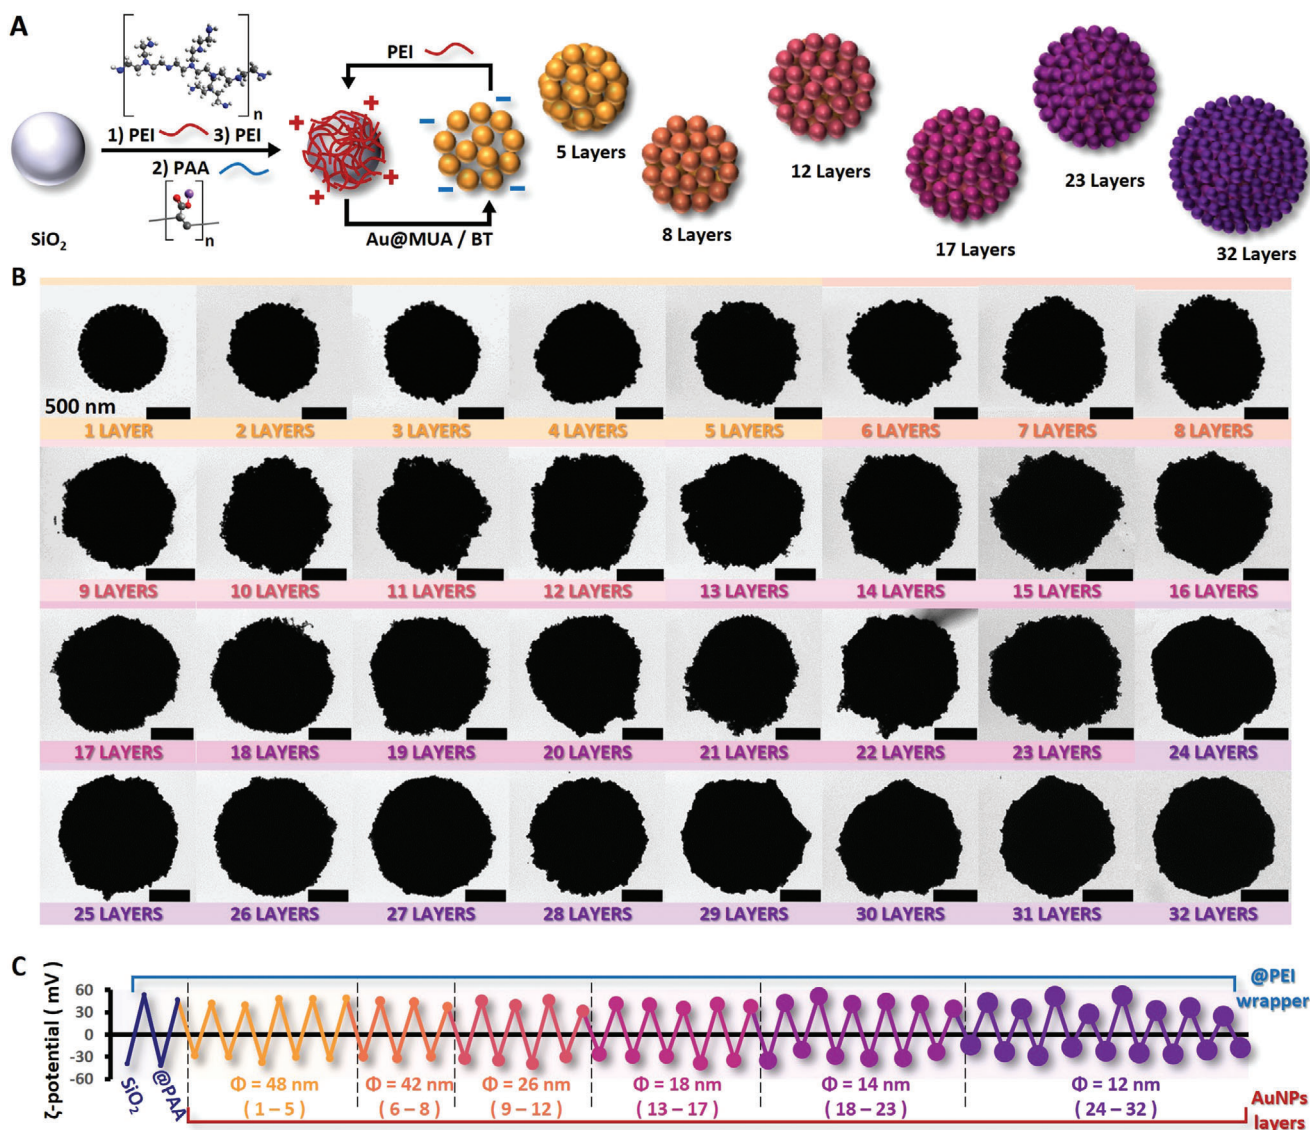 A
n
1) PEI 3) PEI
2) PAA
n
SiO₂
PEI
+
+
+
+
−
−
−
−
Au@MUA / BT
5 Layers
8 Layers
12 Layers
17 Layers
23 Layers
32 Layers
B
500 nm
1 LAYER 2 LAYERS 3 LAYERS 4 LAYERS 5 LAYERS 6 LAYERS 7 LAYERS 8 LAYERS
9 LAYERS 10 LAYERS 11 LAYERS 12 LAYERS 13 LAYERS 14 LAYERS 15 LAYERS 16 LAYERS
17 LAYERS 18 LAYERS 19 LAYERS 20 LAYERS 21 LAYERS 22 LAYERS 23 LAYERS 24 LAYERS
25 LAYERS 26 LAYERS 27 LAYERS 28 LAYERS 29 LAYERS 30 LAYERS 31 LAYERS 32 LAYERS
C
ζ-potential ( mV )
60
30
0
-30
-60
@PEI
wrapper
SiO₂
@PAA
Φ = 48 nm Φ = 42 nm Φ = 26 nm Φ = 18 nm Φ = 14 nm Φ = 12 nm
( 1 – 5 ) ( 6 – 8 ) ( 9 – 12 ) ( 13 – 17 ) ( 18 – 23 ) ( 24 – 32 )
AuNPs
layers